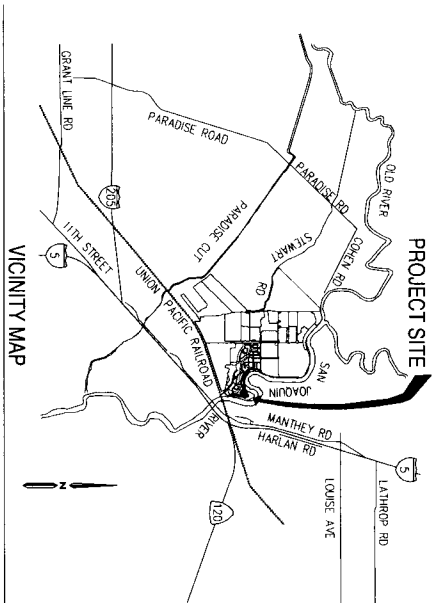 PROJECT SITE
OLD RIVER
COHEN RD
PARADISE RD
STEWART
RD
PARADISE ROAD
PARADISE CUT
GRANT LINE RD
205
11TH STREET
5
UNION
PACIFIC RAILROAD
SAN
JOAQUIN
RIVER
MANTHEY RD
HARLAN RD
5
LATHROP RD
LOUISE AVE
120
N
VICINITY MAP